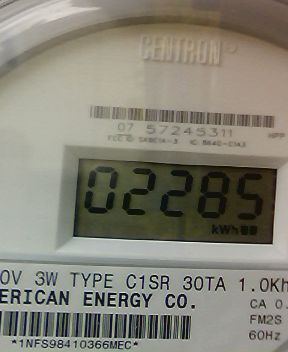 CENTRON®
07 57245311
HPP
02285
kWh
0V 3W TYPE C1SR 30TA 1.0Kh
ERICAN ENERGY CO.
CA 0.
FM2S
60Hz
*1NFS98410366MEC*